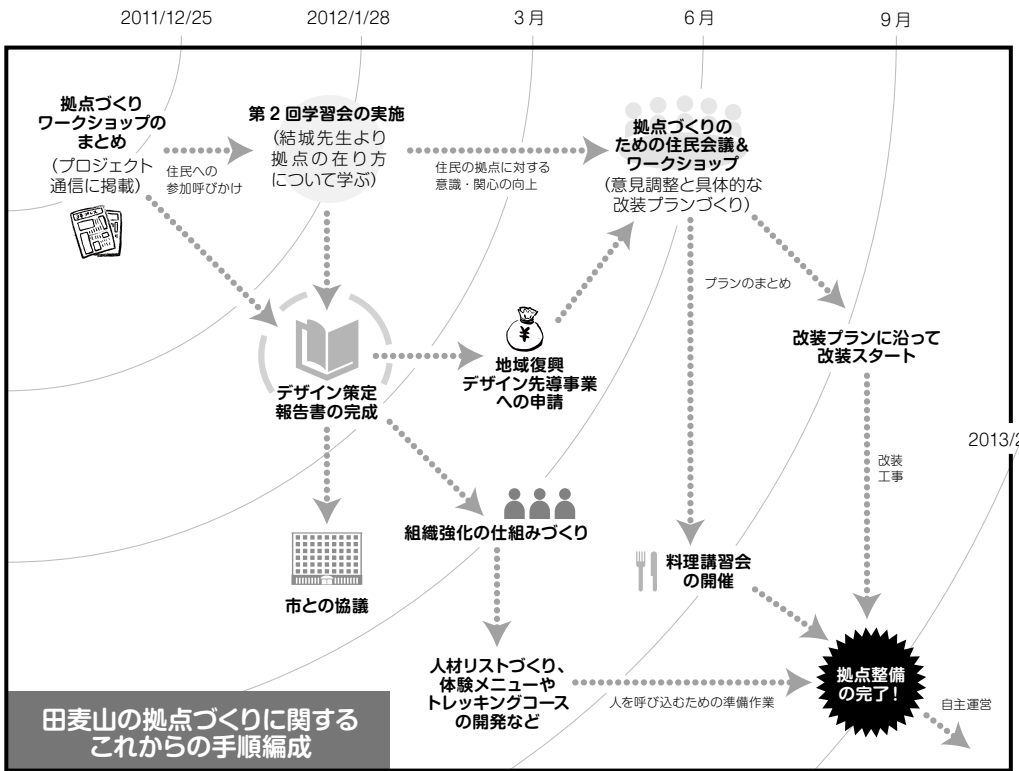 2011/12/25
2012/1/28
3月
6月
9月
拠点づくり
ワークショップの
まとめ
(プロジェクト
通信に掲載)
住民への
参加呼びかけ
第2回学習会の実施
(結城先生より
拠点の在り方
について学ぶ)
住民の拠点に対する
意識・関心の向上
拠点づくりの
ための住民会議&
ワークショップ
(意見調整と具体的な
改装プランづくり)
プランのまとめ
改装プランに沿って
改装スタート
デザイン策定
報告書の完成
¥
地域復興
デザイン先導事業
への申請
2013/2
改装
工事
組織強化の仕組みづくり
市との協議
料理講習会
の開催
人材リストづくり、
体験メニューや
トレッキングコース
の開発など
人を呼び込むための準備作業
拠点整備
の完了!
自主運営
田麦山の拠点づくりに関する
これからの手順編成